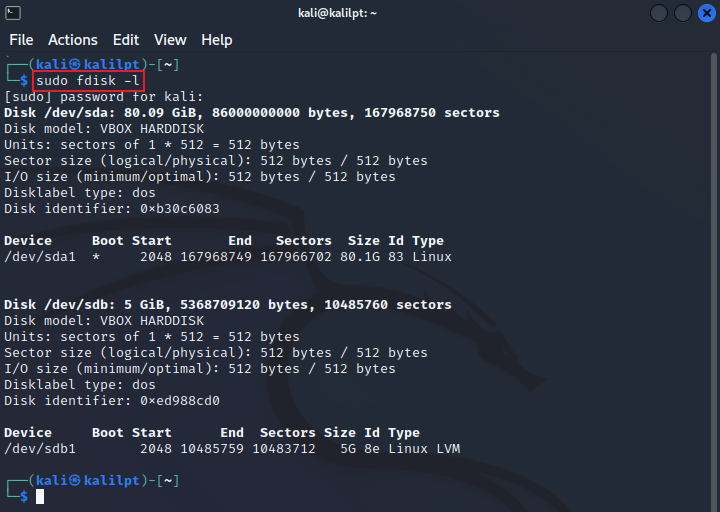 kali@kalilpt: ~
File Actions Edit View Help
┌──(kali㉿kalilpt)-[~]
└─$ sudo fdisk -l
[sudo] password for kali:
Disk /dev/sda: 80.09 GiB, 86000000000 bytes, 167968750 sectors
Disk model: VBOX HARDDISK
Units: sectors of 1 * 512 = 512 bytes
Sector size (logical/physical): 512 bytes / 512 bytes
I/O size (minimum/optimal): 512 bytes / 512 bytes
Disklabel type: dos
Disk identifier: 0×b30c6083
Device     Boot Start       End   Sectors  Size Id Type
/dev/sda1  *     2048 167968749 167966702 80.1G 83 Linux
Disk /dev/sdb: 5 GiB, 5368709120 bytes, 10485760 sectors
Disk model: VBOX HARDDISK
Units: sectors of 1 * 512 = 512 bytes
Sector size (logical/physical): 512 bytes / 512 bytes
I/O size (minimum/optimal): 512 bytes / 512 bytes
Disklabel type: dos
Disk identifier: 0×ed988cd0
Device     Boot Start      End  Sectors Size Id Type
/dev/sdb1        2048 10485759 10483712   5G 8e Linux LVM
┌──(kali㉿kalilpt)-[~]
└─$